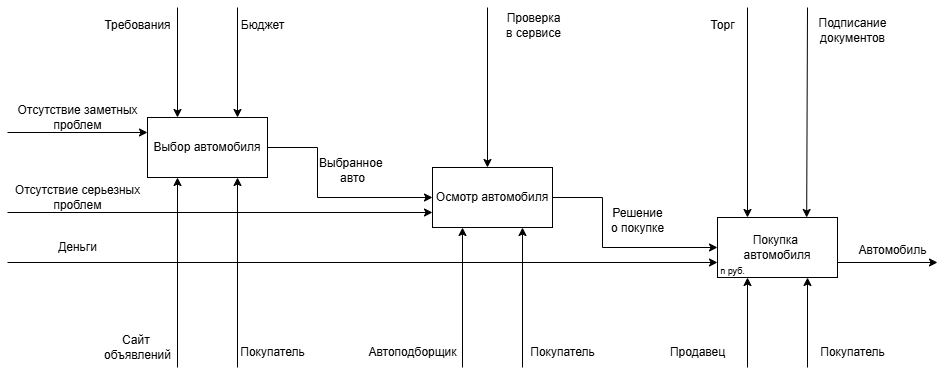 Требования
Бюджет
Проверка
в сервисе
Торг
Подписание
документов
Отсутствие заметных
проблем
Выбор автомобиля
Выбранное
авто
Отсутствие серьезных
проблем
Осмотр автомобиля
Решение
о покупке
Деньги
Покупка
автомобиля
n руб.
Автомобиль
Сайт
объявлений
Покупатель
Автоподборщик
Покупатель
Продавец
Покупатель